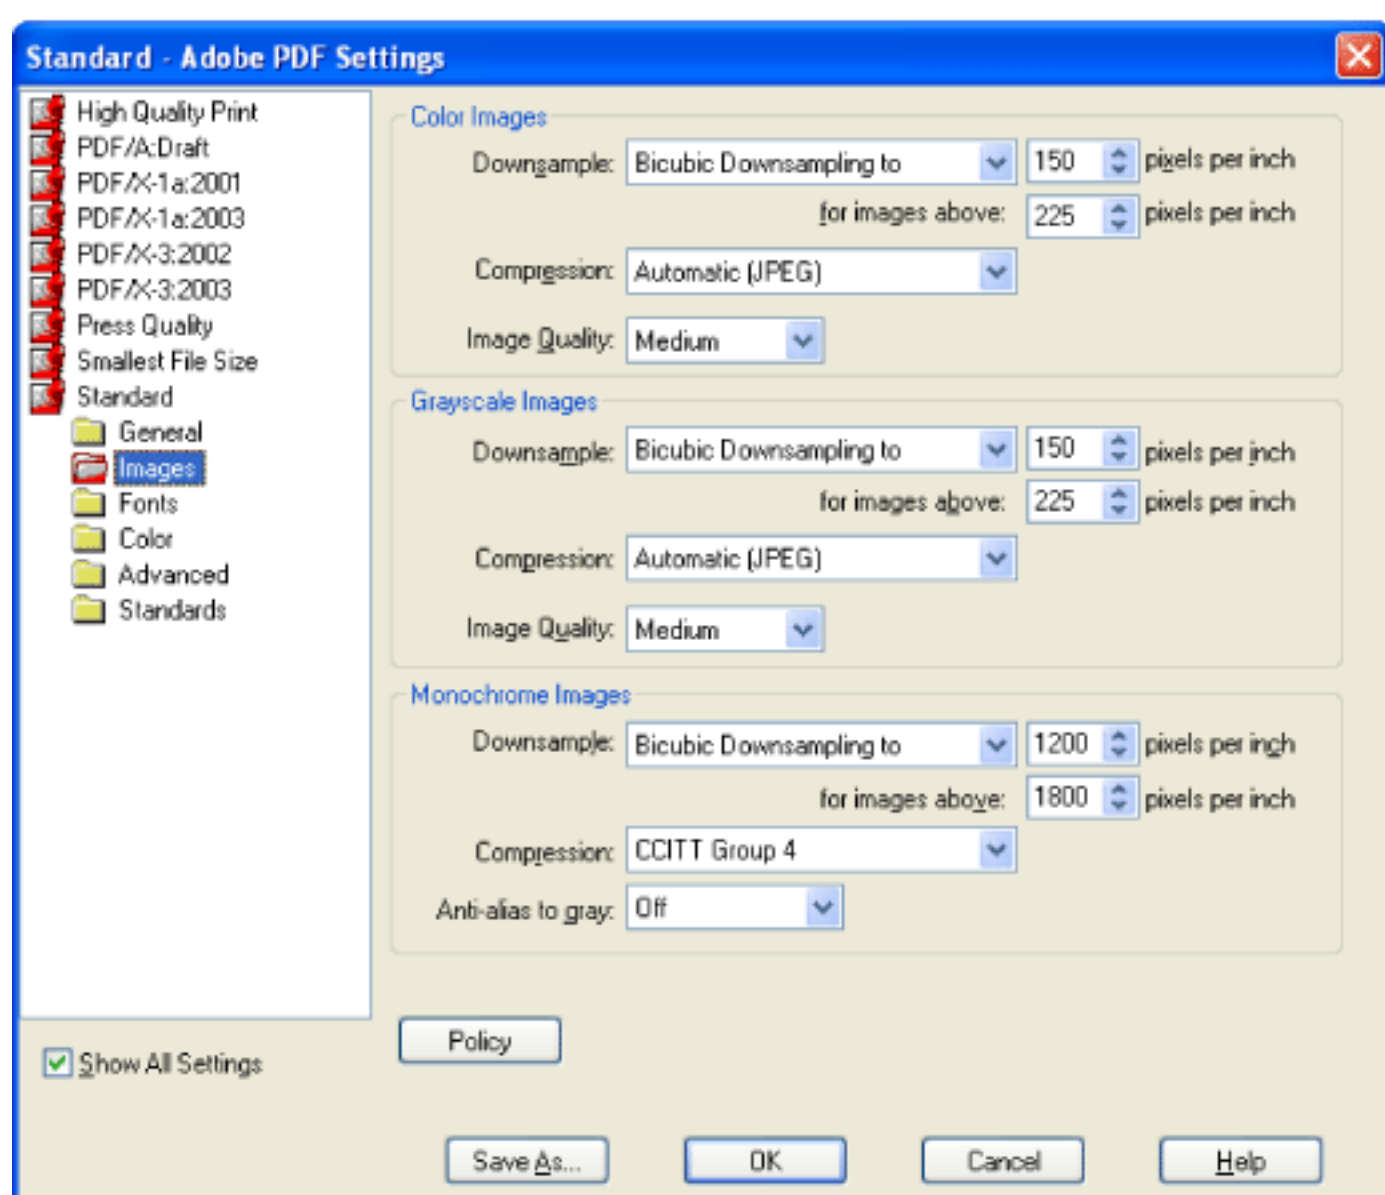 Standard - Adobe PDF Settings
High Quality Print
PDF/A:Draft
PDF/X-1a:2001
PDF/X-1a:2003
PDF/X-3:2002
PDF/X-3:2003
Press Quality
Smallest File Size
Standard
General
Images
Fonts
Color
Advanced
Standards
Show All Settings
Color Images
Downsample: Bicubic Downsampling to 150 pixels per inch
for images above: 225 pixels per inch
Compression: Automatic (JPEG)
Image Quality: Medium
Grayscale Images
Downsample: Bicubic Downsampling to 150 pixels per inch
for images above: 225 pixels per inch
Compression: Automatic (JPEG)
Image Quality: Medium
Monochrome Images
Downsample: Bicubic Downsampling to 1200 pixels per inch
for images above: 1800 pixels per inch
Compression: CCITT Group 4
Anti-alias to gray: Off
Policy
Save As... OK Cancel Help